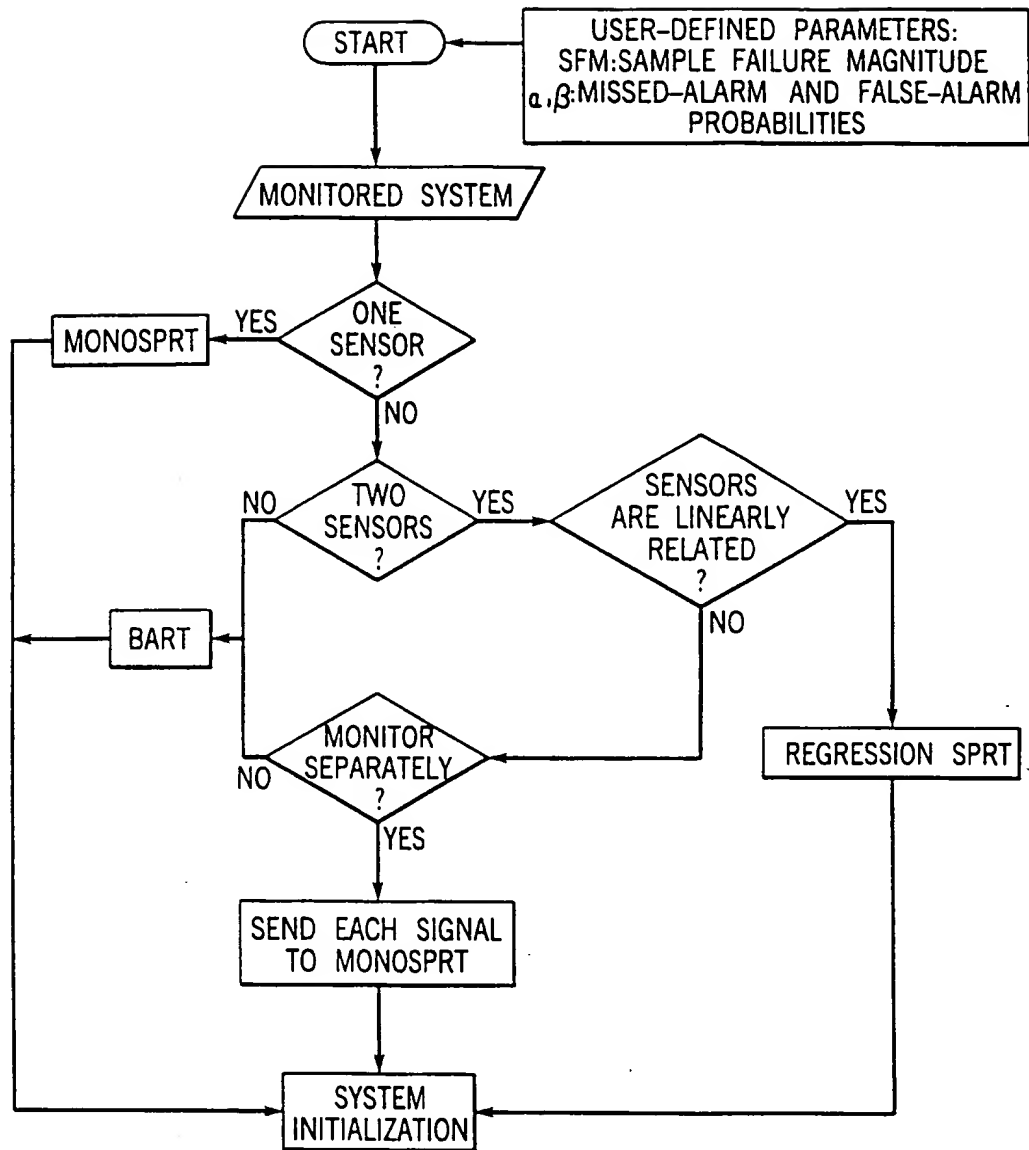 START
USER-DEFINED PARAMETERS:
SFM:SAMPLE FAILURE MAGNITUDE
α,β:MISSED-ALARM AND FALSE-ALARM
PROBABILITIES
MONITORED SYSTEM
ONE
SENSOR
?
YES
MONOSPRT
NO
TWO
SENSORS
?
NO
YES
SENSORS
ARE LINEARLY
RELATED
?
YES
NO
BART
MONITOR
SEPARATELY
?
NO
YES
REGRESSION SPRT
SEND EACH SIGNAL
TO MONOSPRT
SYSTEM
INITIALIZATION